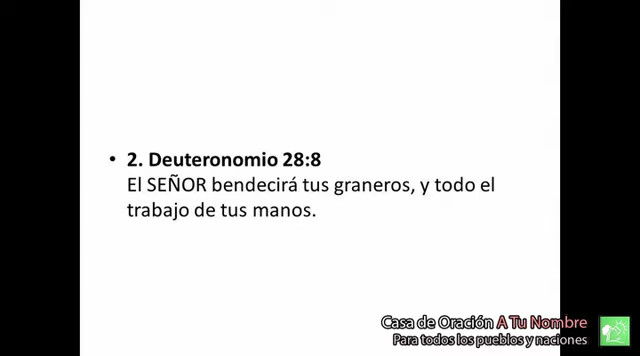 • 2. Deuteronomio 28:8
El SEÑOR bendecirá tus graneros, y todo el
trabajo de tus manos.
Casa de Oración A Tu Nombre
Para todos los pueblos y naciones